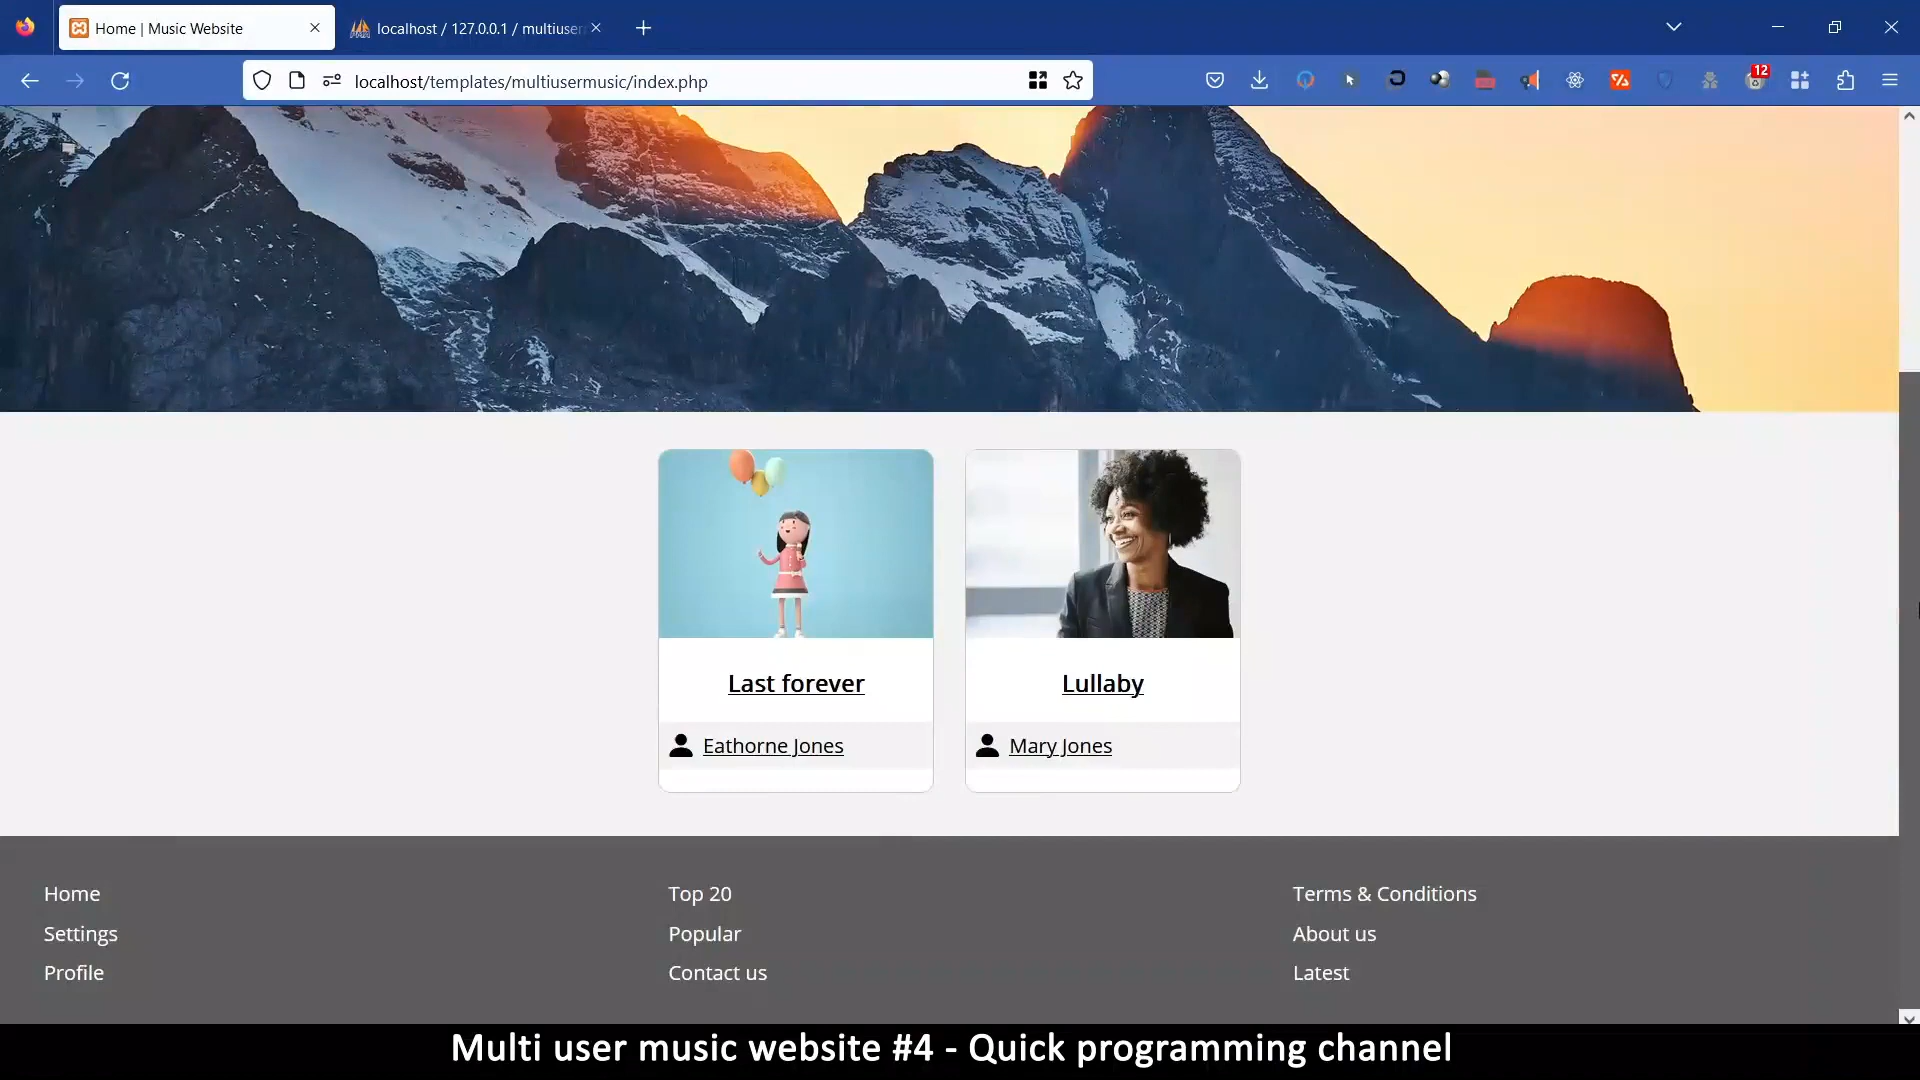 Home | Music Website
localhost / 127.0.0.1 / multiuser
localhost/templates/multiusermusic/index.php
12
Last forever
Lullaby
Eathorne Jones
Mary Jones
Home
Top 20
Terms & Conditions
Settings
Popular
About us
Profile
Contact us
Latest
Multi user music website #4 - Quick programming channel